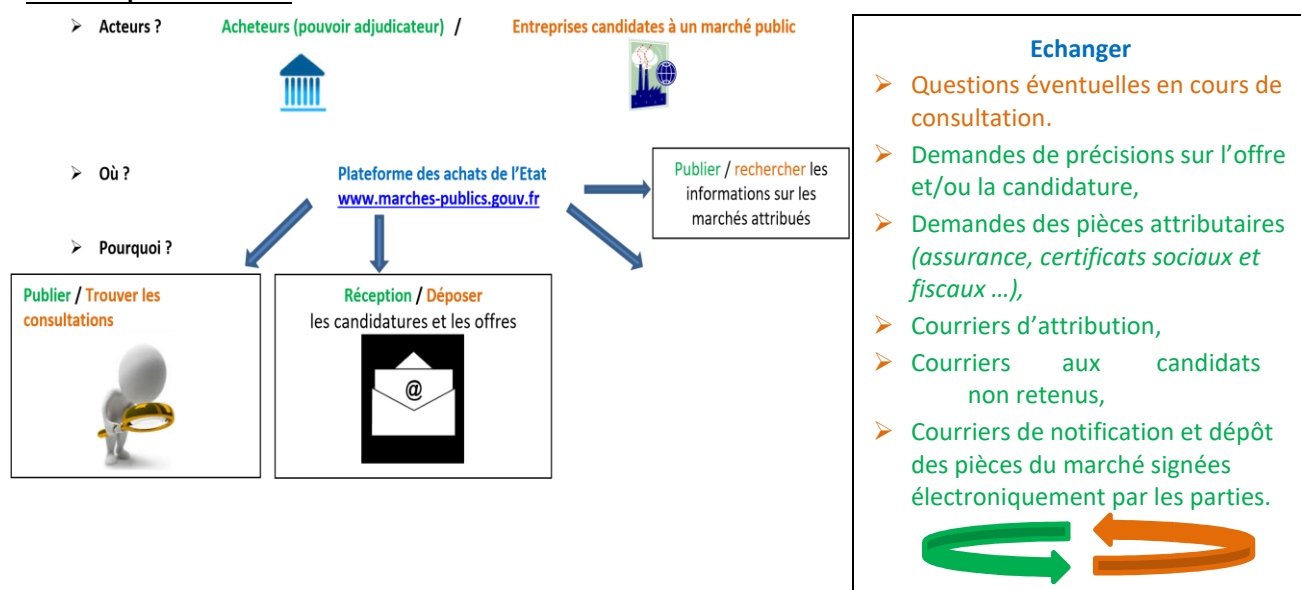 ➢ Acteurs ? Acheteurs (pouvoir adjudicateur) / Entreprises candidates à un marché public
➢ Où ? Plateforme des achats de l'Etat
www.marches-publics.gouv.fr
Publier / rechercher les
informations sur les
marchés attribués
➢ Pourquoi ?
Publier / Trouver les
consultations
Réception / Déposer
les candidatures et les offres
@
Echanger
➢ Questions éventuelles en cours de
consultation.
➢ Demandes de précisions sur l'offre
et/ou la candidature,
➢ Demandes des pièces attributaires
(assurance, certificats sociaux et
fiscaux …),
➢ Courriers d'attribution,
➢ Courriers aux candidats
non retenus,
➢ Courriers de notification et dépôt
des pièces du marché signées
électroniquement par les parties.